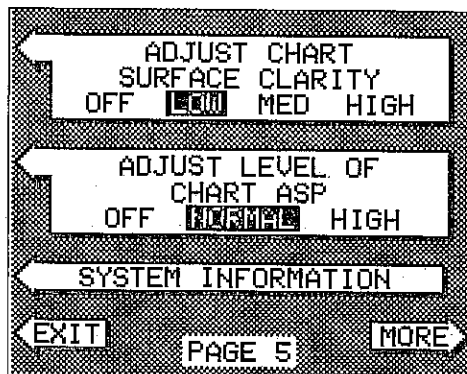 ADJUST CHART
SURFACE CLARITY
OFF LOW MED HIGH
ADJUST LEVEL OF
CHART ASP
OFF NORMAL HIGH
SYSTEM INFORMATION
EXIT MORE
PAGE 5